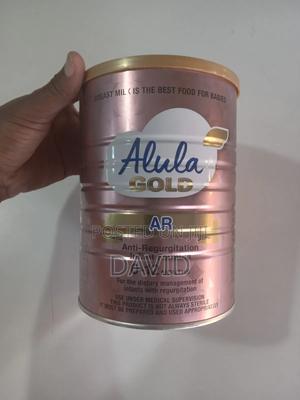 BREAST MILK IS THE BEST FOOD FOR BABIES
Alula
GOLD
AR
POSTED ON JIJI
Anti-Regurgitation
DAVID
For the dietary management of
infants with regurgitation
USE UNDER MEDICAL SUPERVISION
THIS PRODUCT IS NOT ALWAYS STERILE
IT MUST BE PREPARED AND USED APPROPRIATELY